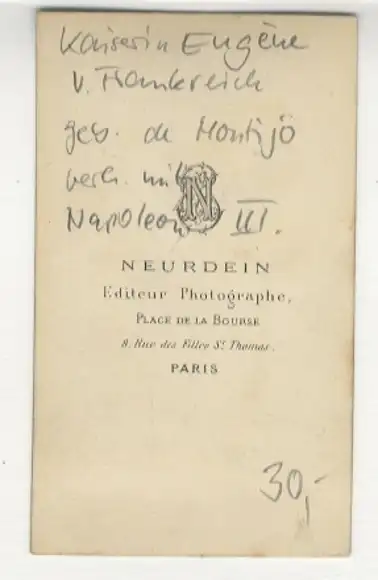 Kaiserin Eugène
v. Frankreich
geb. de Montijo
verh. mit
Napoleon III.
N
NEURDEIN
Editeur Photographe,
PLACE DE LA BOURSE
8, Rue des Filles St Thomas.
PARIS
30,-